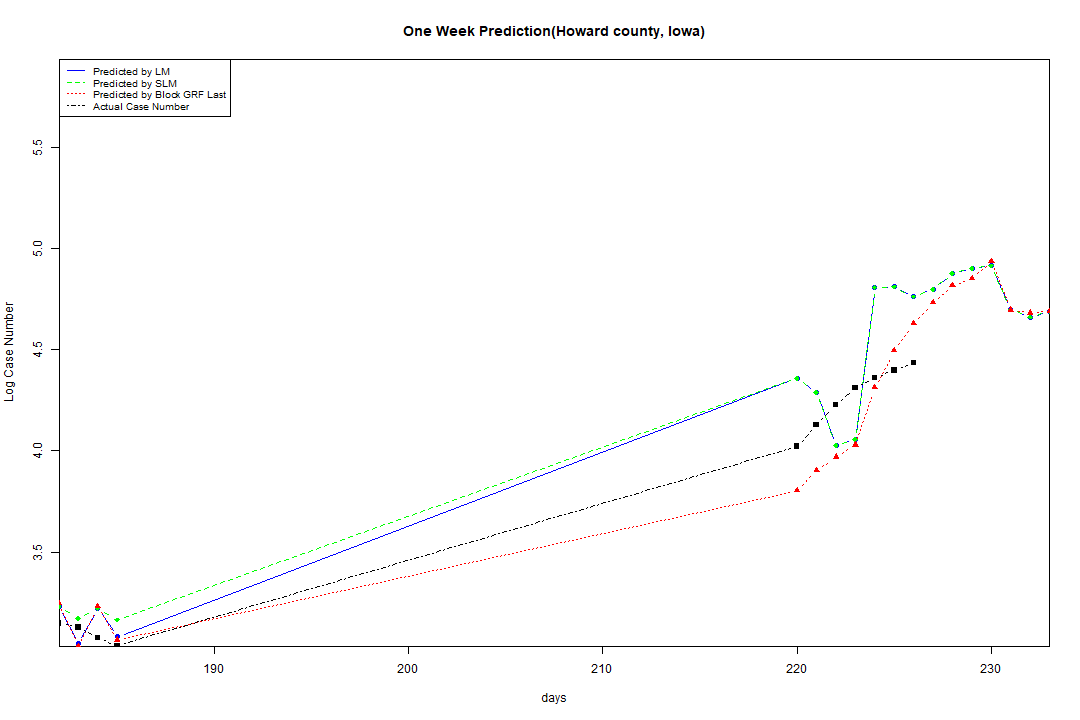 One Week Prediction(Howard county, Iowa)
Predicted by LM
Predicted by SLM
Predicted by Block GRF Last
Actual Case Number
5.5
5.0
4.5
4.0
3.5
Log Case Number
190
200
210
220
230
days